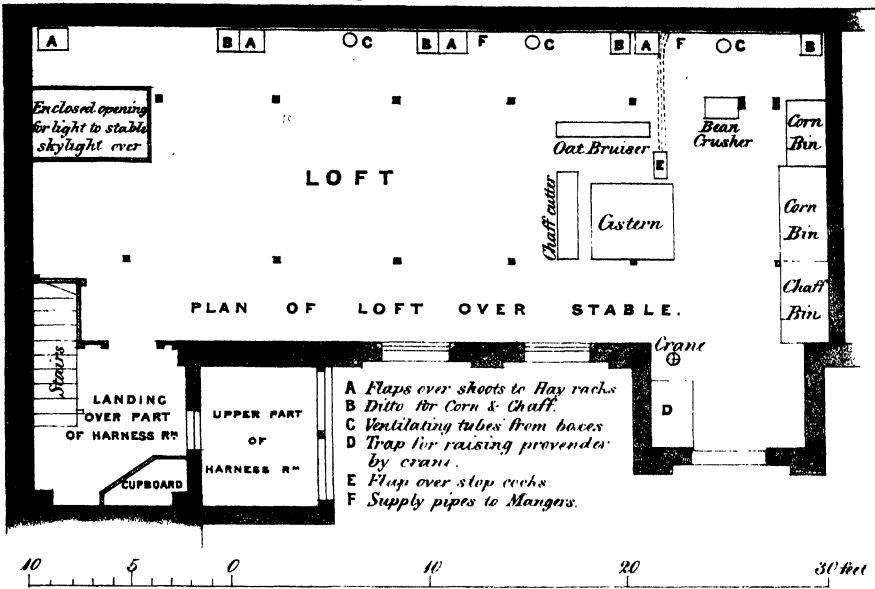 A B A C B A F C B A F C B
Enclosed opening
for light to stable
skylight over
Oat Bruiser
Bean
Crusher
Corn
Bin
E
LOFT
Chaff cutter
Cistern
Corn
Bin
Chaff
Bin
PLAN OF LOFT OVER STABLE.
Stairs
Crane
LANDING
OVER PART
OF HARNESS Rᴹ
CUPBOARD
UPPER PART
OF
HARNESS Rᴹ
A Flaps over shoots to Hay racks
B Ditto for Corn & Chaff.
C Ventilating tubes from boxes
D Trap for raising provender
by crane.
E Flap over stop cocks
F Supply pipes to Mangers.
D
10 5 0 10 20 30 feet